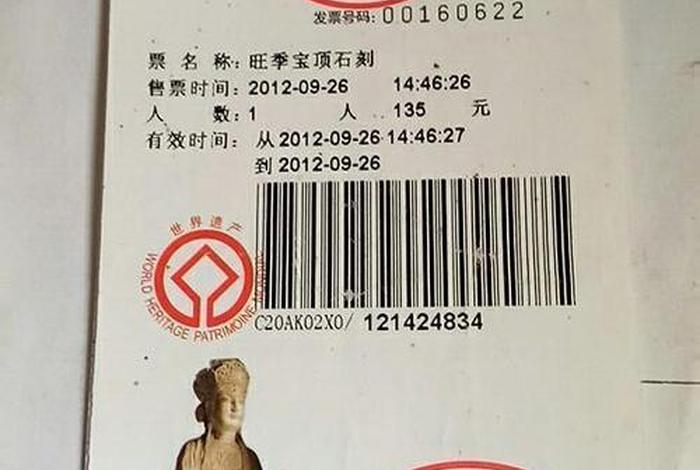 发票号码:00160622
票 名 称: 旺季宝顶石刻
售票时间: 2012-09-26 14:46:26
人 数: 1 人 135 元
有效时间: 从 2012-09-26 14:46:27
到 2012-09-26
世界遗产
WORLD HERITAGE PATRIMOINE MONDIAL
C20AK02X0/ 121424834